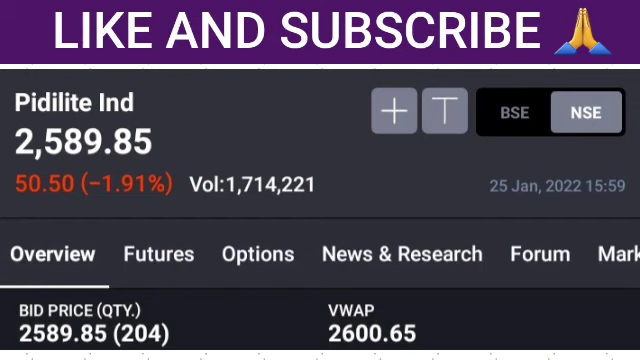 LIKE AND SUBSCRIBE 🙏
Pidilite Ind
BSE NSE
2,589.85
50.50 (−1.91%) Vol:1,714,221
25 Jan, 2022 15:59
Overview Futures Options News & Research Forum Mark
BID PRICE (QTY.) VWAP
2589.85 (204) 2600.65